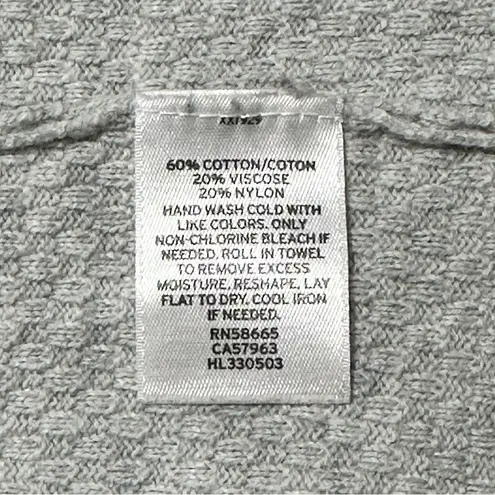 60% COTTON/COTON
20% VISCOSE
20% NYLON
HAND WASH COLD WITH
LIKE COLORS. ONLY
NON-CHLORINE BLEACH IF
NEEDED. ROLL IN TOWEL
TO REMOVE EXCESS
MOISTURE, RESHAPE, LAY
FLAT TO DRY. COOL IRON
IF NEEDED.
RN58665
CA57963
HL330503